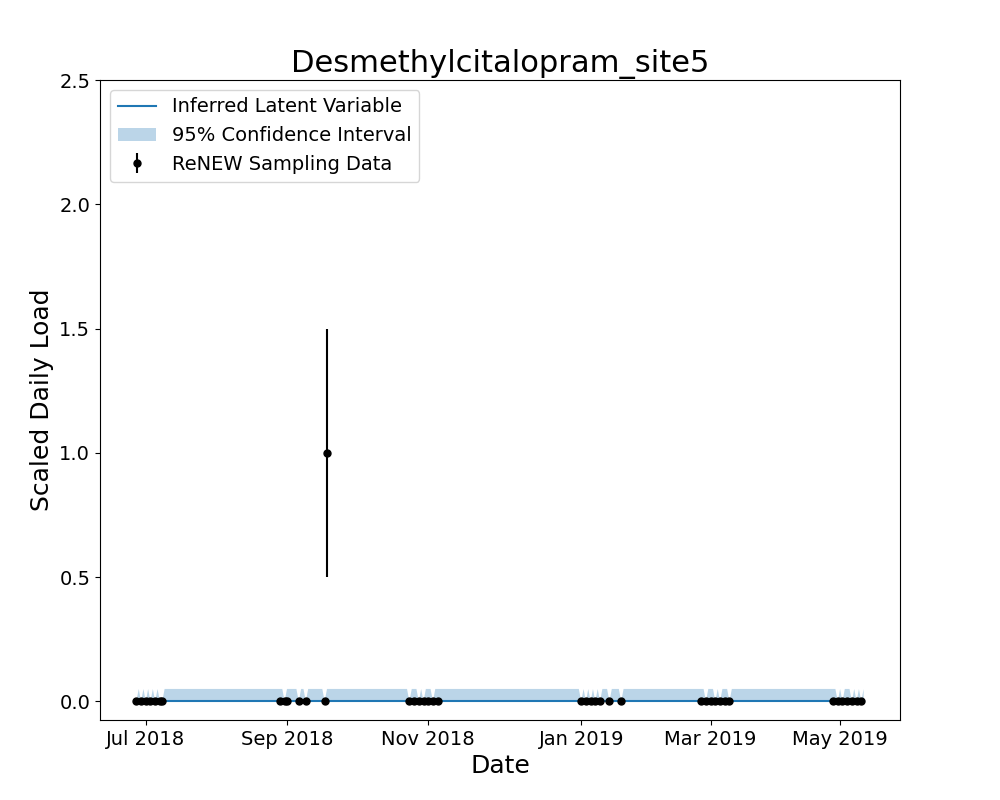 Desmethylcitalopram_site5
Inferred Latent Variable
95% Confidence Interval
ReNEW Sampling Data
Scaled Daily Load
2.5
2.0
1.5
1.0
0.5
0.0
Jul 2018 Sep 2018 Nov 2018 Jan 2019 Mar 2019 May 2019
Date